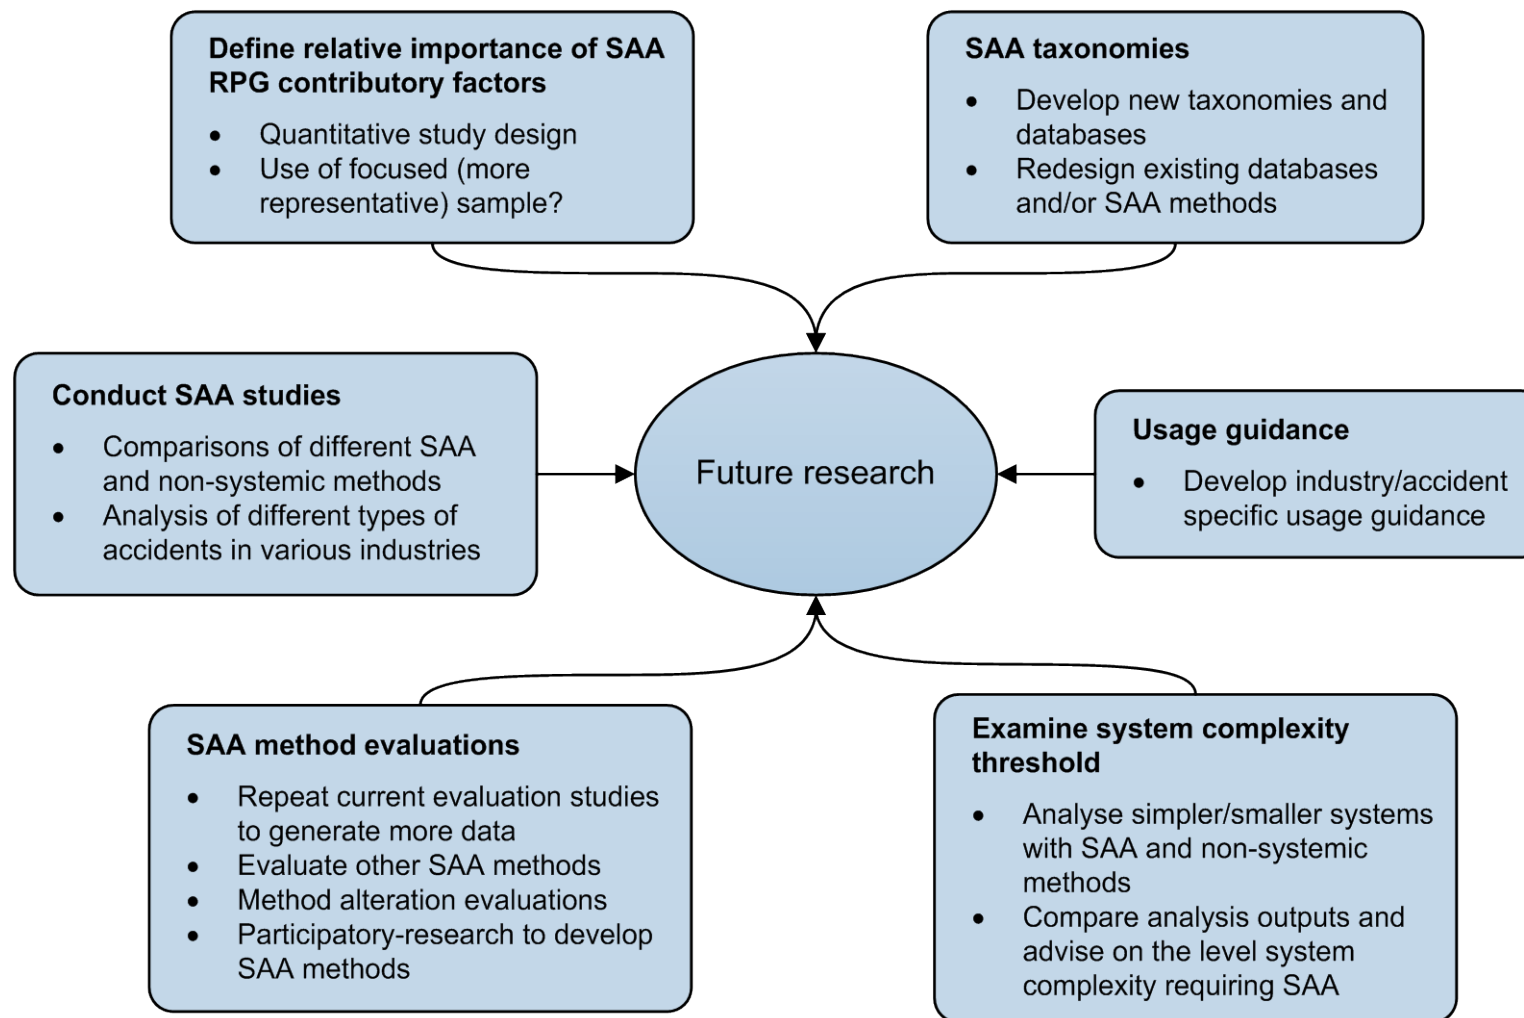 Define relative importance of SAA
RPG contributory factors
• Quantitative study design
• Use of focused (more
representative) sample?
SAA taxonomies
• Develop new taxonomies and
databases
• Redesign existing databases
and/or SAA methods
Conduct SAA studies
• Comparisons of different SAA
and non-systemic methods
• Analysis of different types of
accidents in various industries
Future research
Usage guidance
• Develop industry/accident
specific usage guidance
SAA method evaluations
• Repeat current evaluation studies
to generate more data
• Evaluate other SAA methods
• Method alteration evaluations
• Participatory-research to develop
SAA methods
Examine system complexity
threshold
• Analyse simpler/smaller systems
with SAA and non-systemic
methods
• Compare analysis outputs and
advise on the level system
complexity requiring SAA